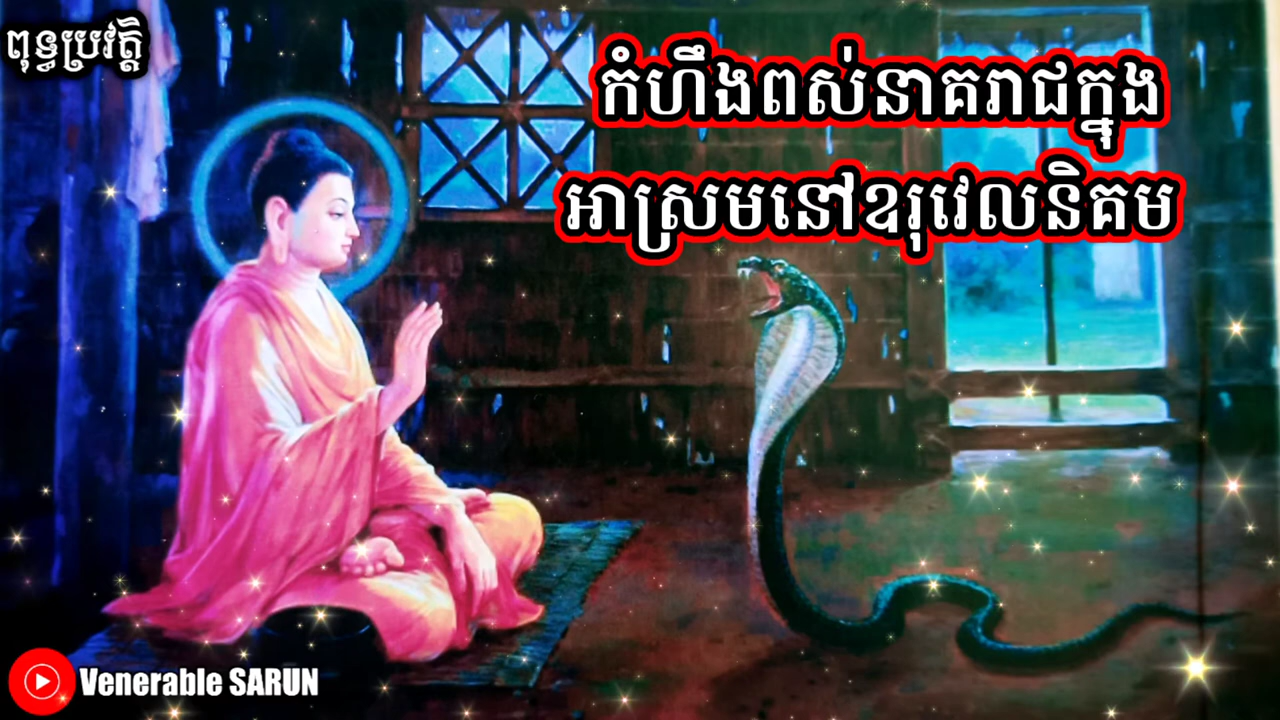 ពុទ្ធប្រវត្តិ
កំហឹងពស់នាគរាជក្នុង
អាស្រមនៅឧរុវេលនិគម
Venerable SARUN